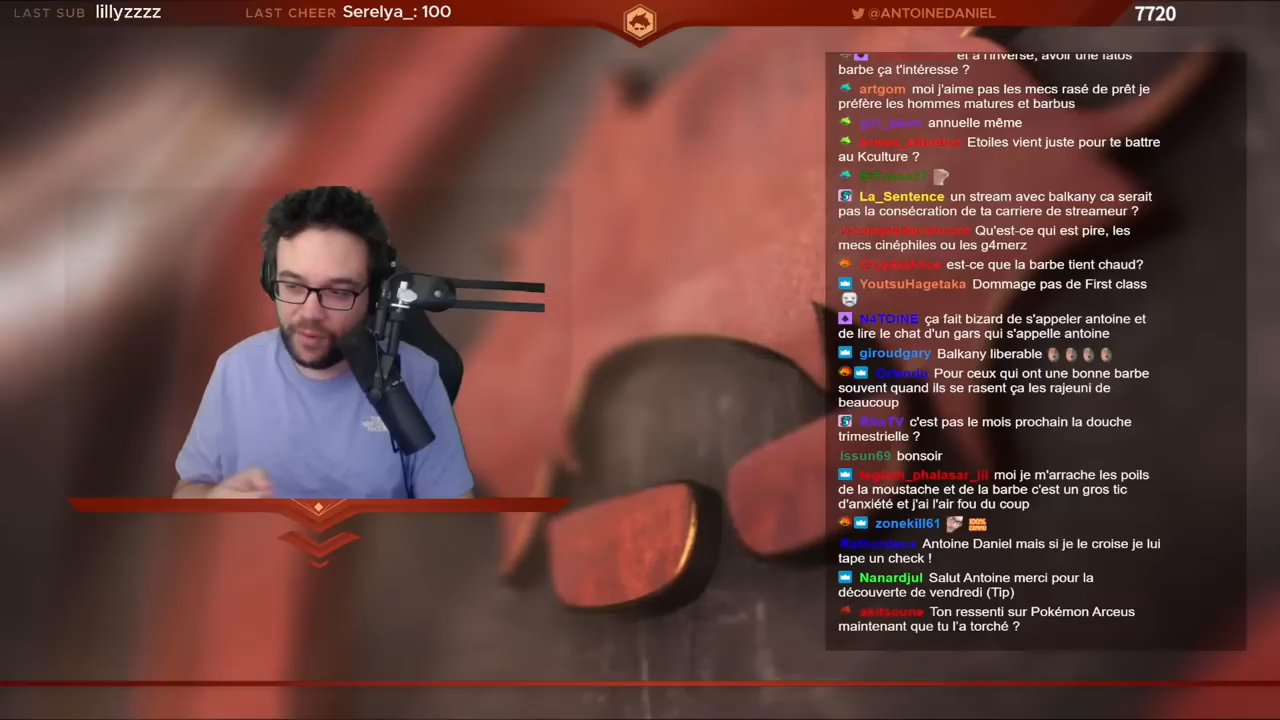 LAST SUB lillyzzzz LAST CHEER Serelya_: 100 @ANTOINEDANIEL 7720
barbe ça t'intéresse ?
artgom moi j'aime pas les mecs rasé de prêt je
préfère les hommes matures et barbus
annuelle même
Etoiles vient juste pour te battre
au Kculture ?
La_Sentence un stream avec balkany ca serait
pas la consécration de ta carriere de streameur ?
Qu'est-ce qui est pire, les
mecs cinéphiles ou les g4merz
est-ce que la barbe tient chaud?
YoutsuHagetaka Dommage pas de First class
N4TOINE ça fait bizard de s'appeler antoine et
de lire le chat d'un gars qui s'appelle antoine
giroudgary Balkany liberable
Pour ceux qui ont une bonne barbe
souvent quand ils se rasent ça les rajeuni de
beaucoup
c'est pas le mois prochain la douche
trimestrielle ?
issun69 bonsoir
teglath_phalasar_iii moi je m'arrache les poils
de la moustache et de la barbe c'est un gros tic
d'anxiété et j'ai l'air fou du coup
zonekill61
Antoine Daniel mais si je le croise je lui
tape un check !
Nanardjul Salut Antoine merci pour la
découverte de vendredi (Tip)
akitsoune Ton ressenti sur Pokémon Arceus
maintenant que tu l'a torché ?